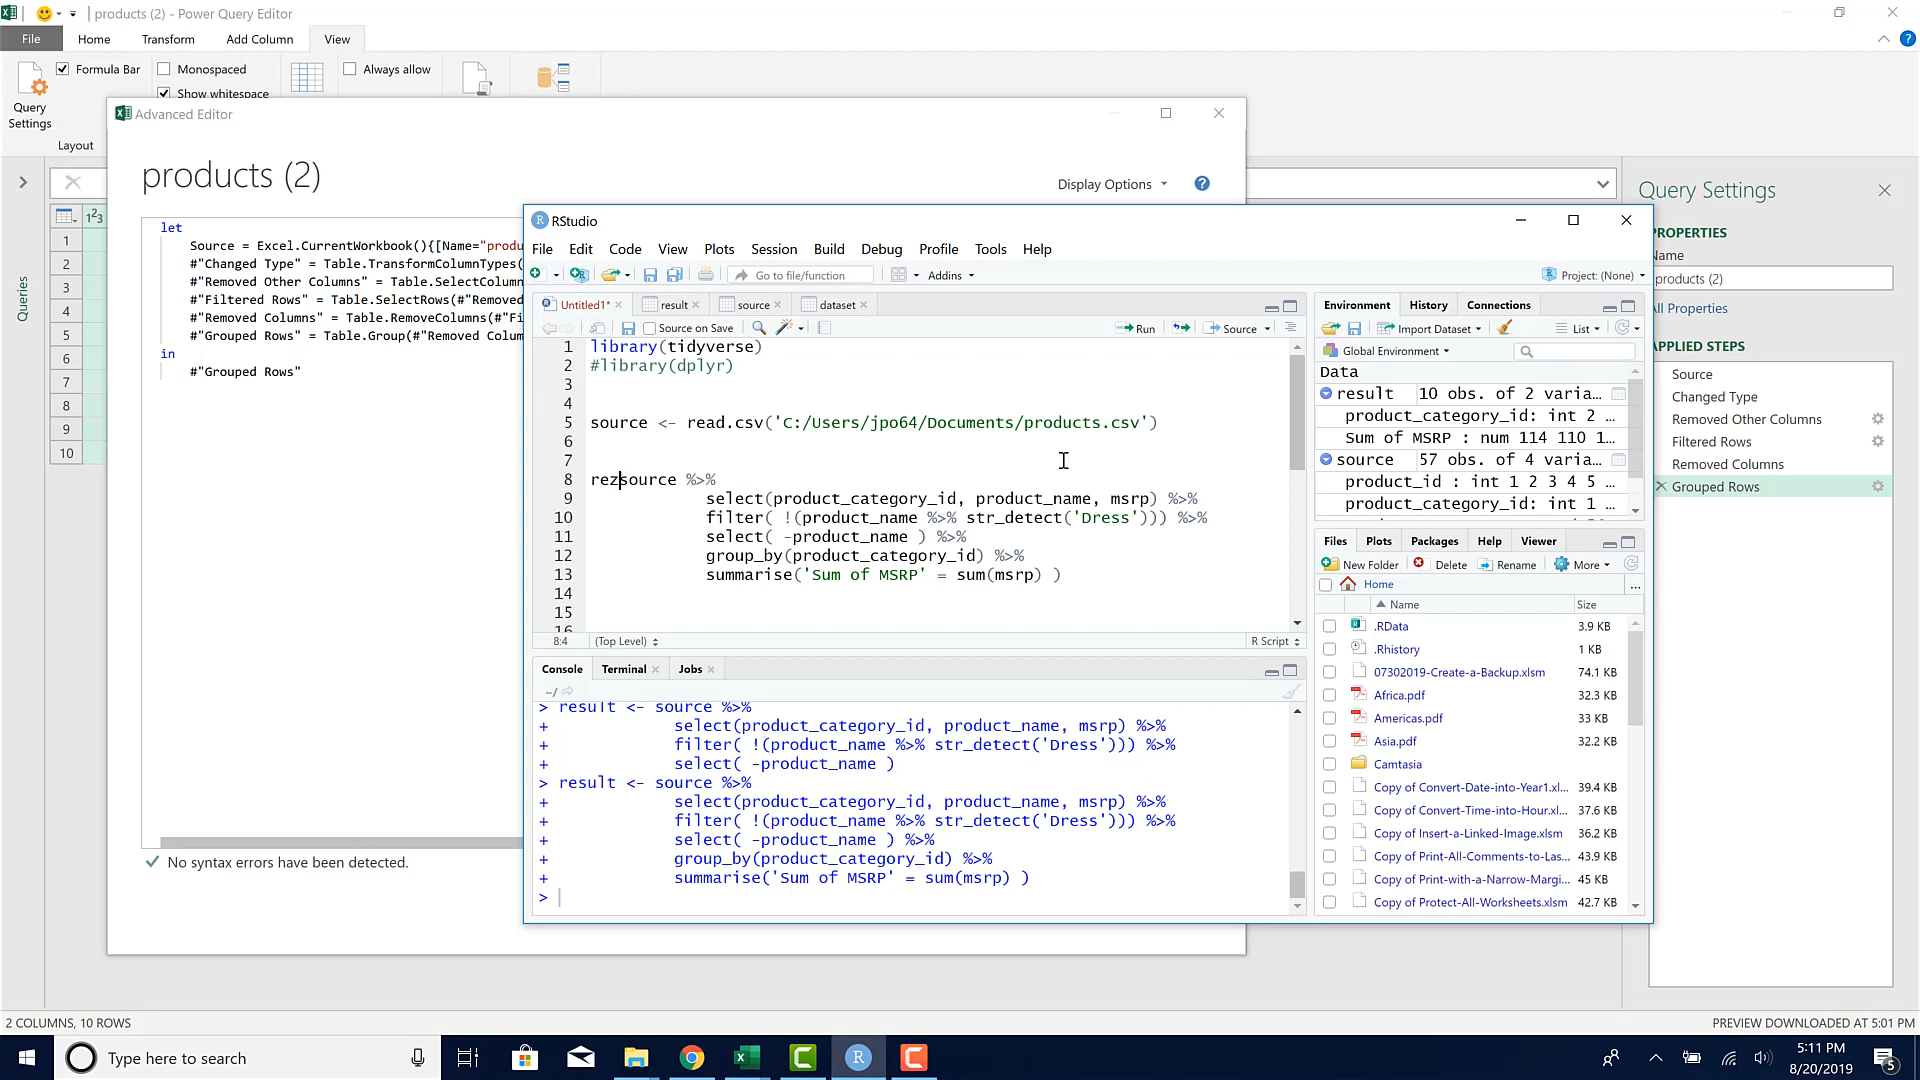 products (2) - Power Query Editor
File
Home
Transform
Add Column
View
Query
Settings
Formula Bar
Monospaced
Show whitespace
Always allow
Layout
Advanced Editor
products (2)
Display Options
let
Source = Excel.CurrentWorkbook(){[Name="produ
#"Changed Type" = Table.TransformColumnTypes(
#"Removed Other Columns" = Table.SelectColumn
#"Filtered Rows" = Table.SelectRows(#"Removed
#"Removed Columns" = Table.RemoveColumns(#"Fi
#"Grouped Rows" = Table.Group(#"Removed Colum
in
#"Grouped Rows"
No syntax errors have been detected.
Queries
1
2
3
4
5
6
7
8
9
10
RStudio
File Edit Code View Plots Session Build Debug Profile Tools Help
Go to file/function
Addins
Project: (None)
Untitled1* result source dataset
Source on Save
Run
Source
1 library(tidyverse)
2 #library(dplyr)
3
4
5 source <- read.csv('C:/Users/jpo64/Documents/products.csv')
6
7
8 rezsource %>%
9 select(product_category_id, product_name, msrp) %>%
10 filter( !(product_name %>% str_detect('Dress'))) %>%
11 select( -product_name ) %>%
12 group_by(product_category_id) %>%
13 summarise('Sum of MSRP' = sum(msrp) )
14
15
16
8:4 (Top Level) R Script
Console Terminal Jobs
~/
> result <- source %>%
+ select(product_category_id, product_name, msrp) %>%
+ filter( !(product_name %>% str_detect('Dress'))) %>%
+ select( -product_name )
> result <- source %>%
+ select(product_category_id, product_name, msrp) %>%
+ filter( !(product_name %>% str_detect('Dress'))) %>%
+ select( -product_name ) %>%
+ group_by(product_category_id) %>%
+ summarise('Sum of MSRP' = sum(msrp) )
>
Environment History Connections
Import Dataset
List
Global Environment
Data
result 10 obs. of 2 varia…
product_category_id: int 2 …
Sum of MSRP : num 114 110 1…
source 57 obs. of 4 varia…
product_id : int 1 2 3 4 5 …
product_category_id: int 1
Files Plots Packages Help Viewer
New Folder Delete Rename More
Home
Name Size
.RData 3.9 KB
.Rhistory 1 KB
07302019-Create-a-Backup.xlsm 74.1 KB
Africa.pdf 32.3 KB
Americas.pdf 33 KB
Asia.pdf 32.2 KB
Camtasia
Copy of Convert-Date-into-Year1.xl... 39.4 KB
Copy of Convert-Time-into-Hour.xl... 37.6 KB
Copy of Insert-a-Linked-Image.xlsm 36.2 KB
Copy of Print-All-Comments-to-Las... 43.9 KB
Copy of Print-with-a-Narrow-Margi... 45 KB
Copy of Protect-All-Worksheets.xlsm 42.7 KB
Query Settings
PROPERTIES
Name
products (2)
All Properties
APPLIED STEPS
Source
Changed Type
Removed Other Columns
Filtered Rows
Removed Columns
Grouped Rows
2 COLUMNS, 10 ROWS
PREVIEW DOWNLOADED AT 5:01 PM
Type here to search
5:11 PM
8/20/2019
5